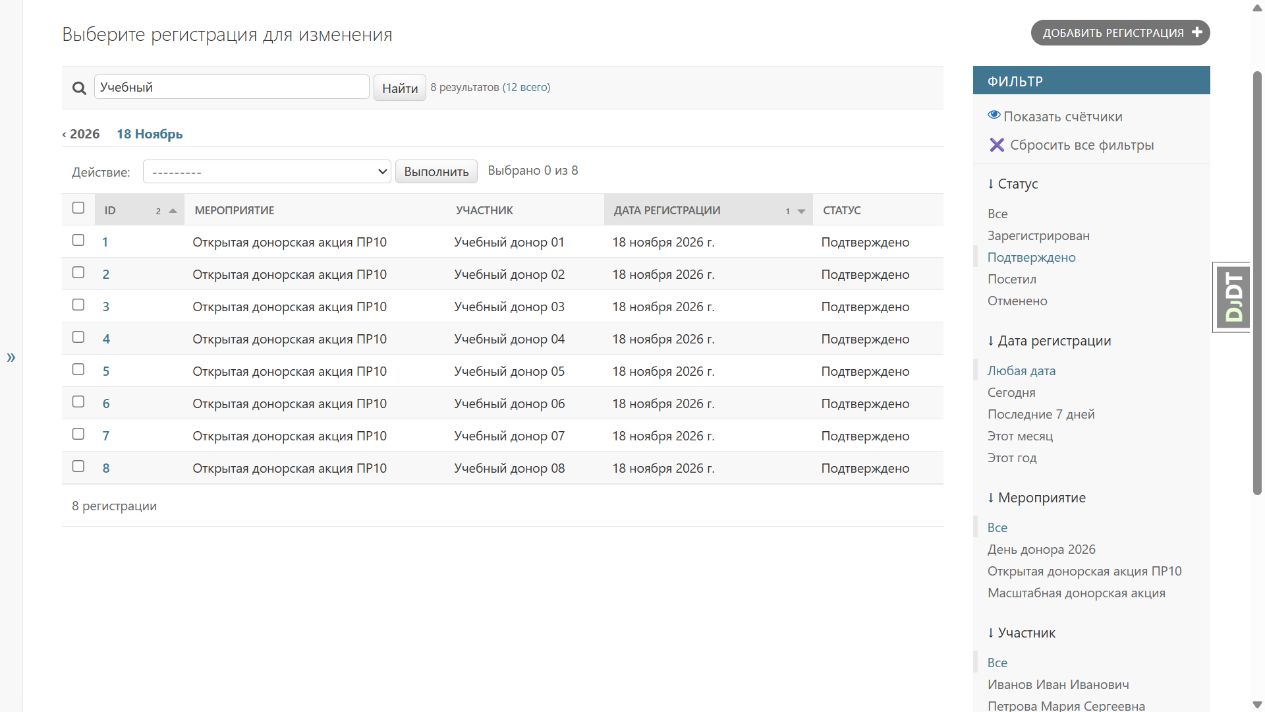 Выберите регистрация для изменения
ДОБАВИТЬ РЕГИСТРАЦИЯ +
Учебный Найти 8 результатов (12 всего)
‹ 2026 18 Ноябрь
Действие: --------- Выполнить Выбрано 0 из 8
ID 2 МЕРОПРИЯТИЕ УЧАСТНИК ДАТА РЕГИСТРАЦИИ 1 СТАТУС
1 Открытая донорская акция ПР10 Учебный донор 01 18 ноября 2026 г. Подтверждено
2 Открытая донорская акция ПР10 Учебный донор 02 18 ноября 2026 г. Подтверждено
3 Открытая донорская акция ПР10 Учебный донор 03 18 ноября 2026 г. Подтверждено
4 Открытая донорская акция ПР10 Учебный донор 04 18 ноября 2026 г. Подтверждено
5 Открытая донорская акция ПР10 Учебный донор 05 18 ноября 2026 г. Подтверждено
6 Открытая донорская акция ПР10 Учебный донор 06 18 ноября 2026 г. Подтверждено
7 Открытая донорская акция ПР10 Учебный донор 07 18 ноября 2026 г. Подтверждено
8 Открытая донорская акция ПР10 Учебный донор 08 18 ноября 2026 г. Подтверждено
8 регистрации
»
ФИЛЬТР
Показать счётчики
Сбросить все фильтры
↓ Статус
Все
Зарегистрирован
Подтверждено
Посетил
Отменено
↓ Дата регистрации
Любая дата
Сегодня
Последние 7 дней
Этот месяц
Этот год
↓ Мероприятие
Все
День донора 2026
Открытая донорская акция ПР10
Масштабная донорская акция
↓ Участник
Все
Иванов Иван Иванович
Петрова Мария Сергеевна
DJDT